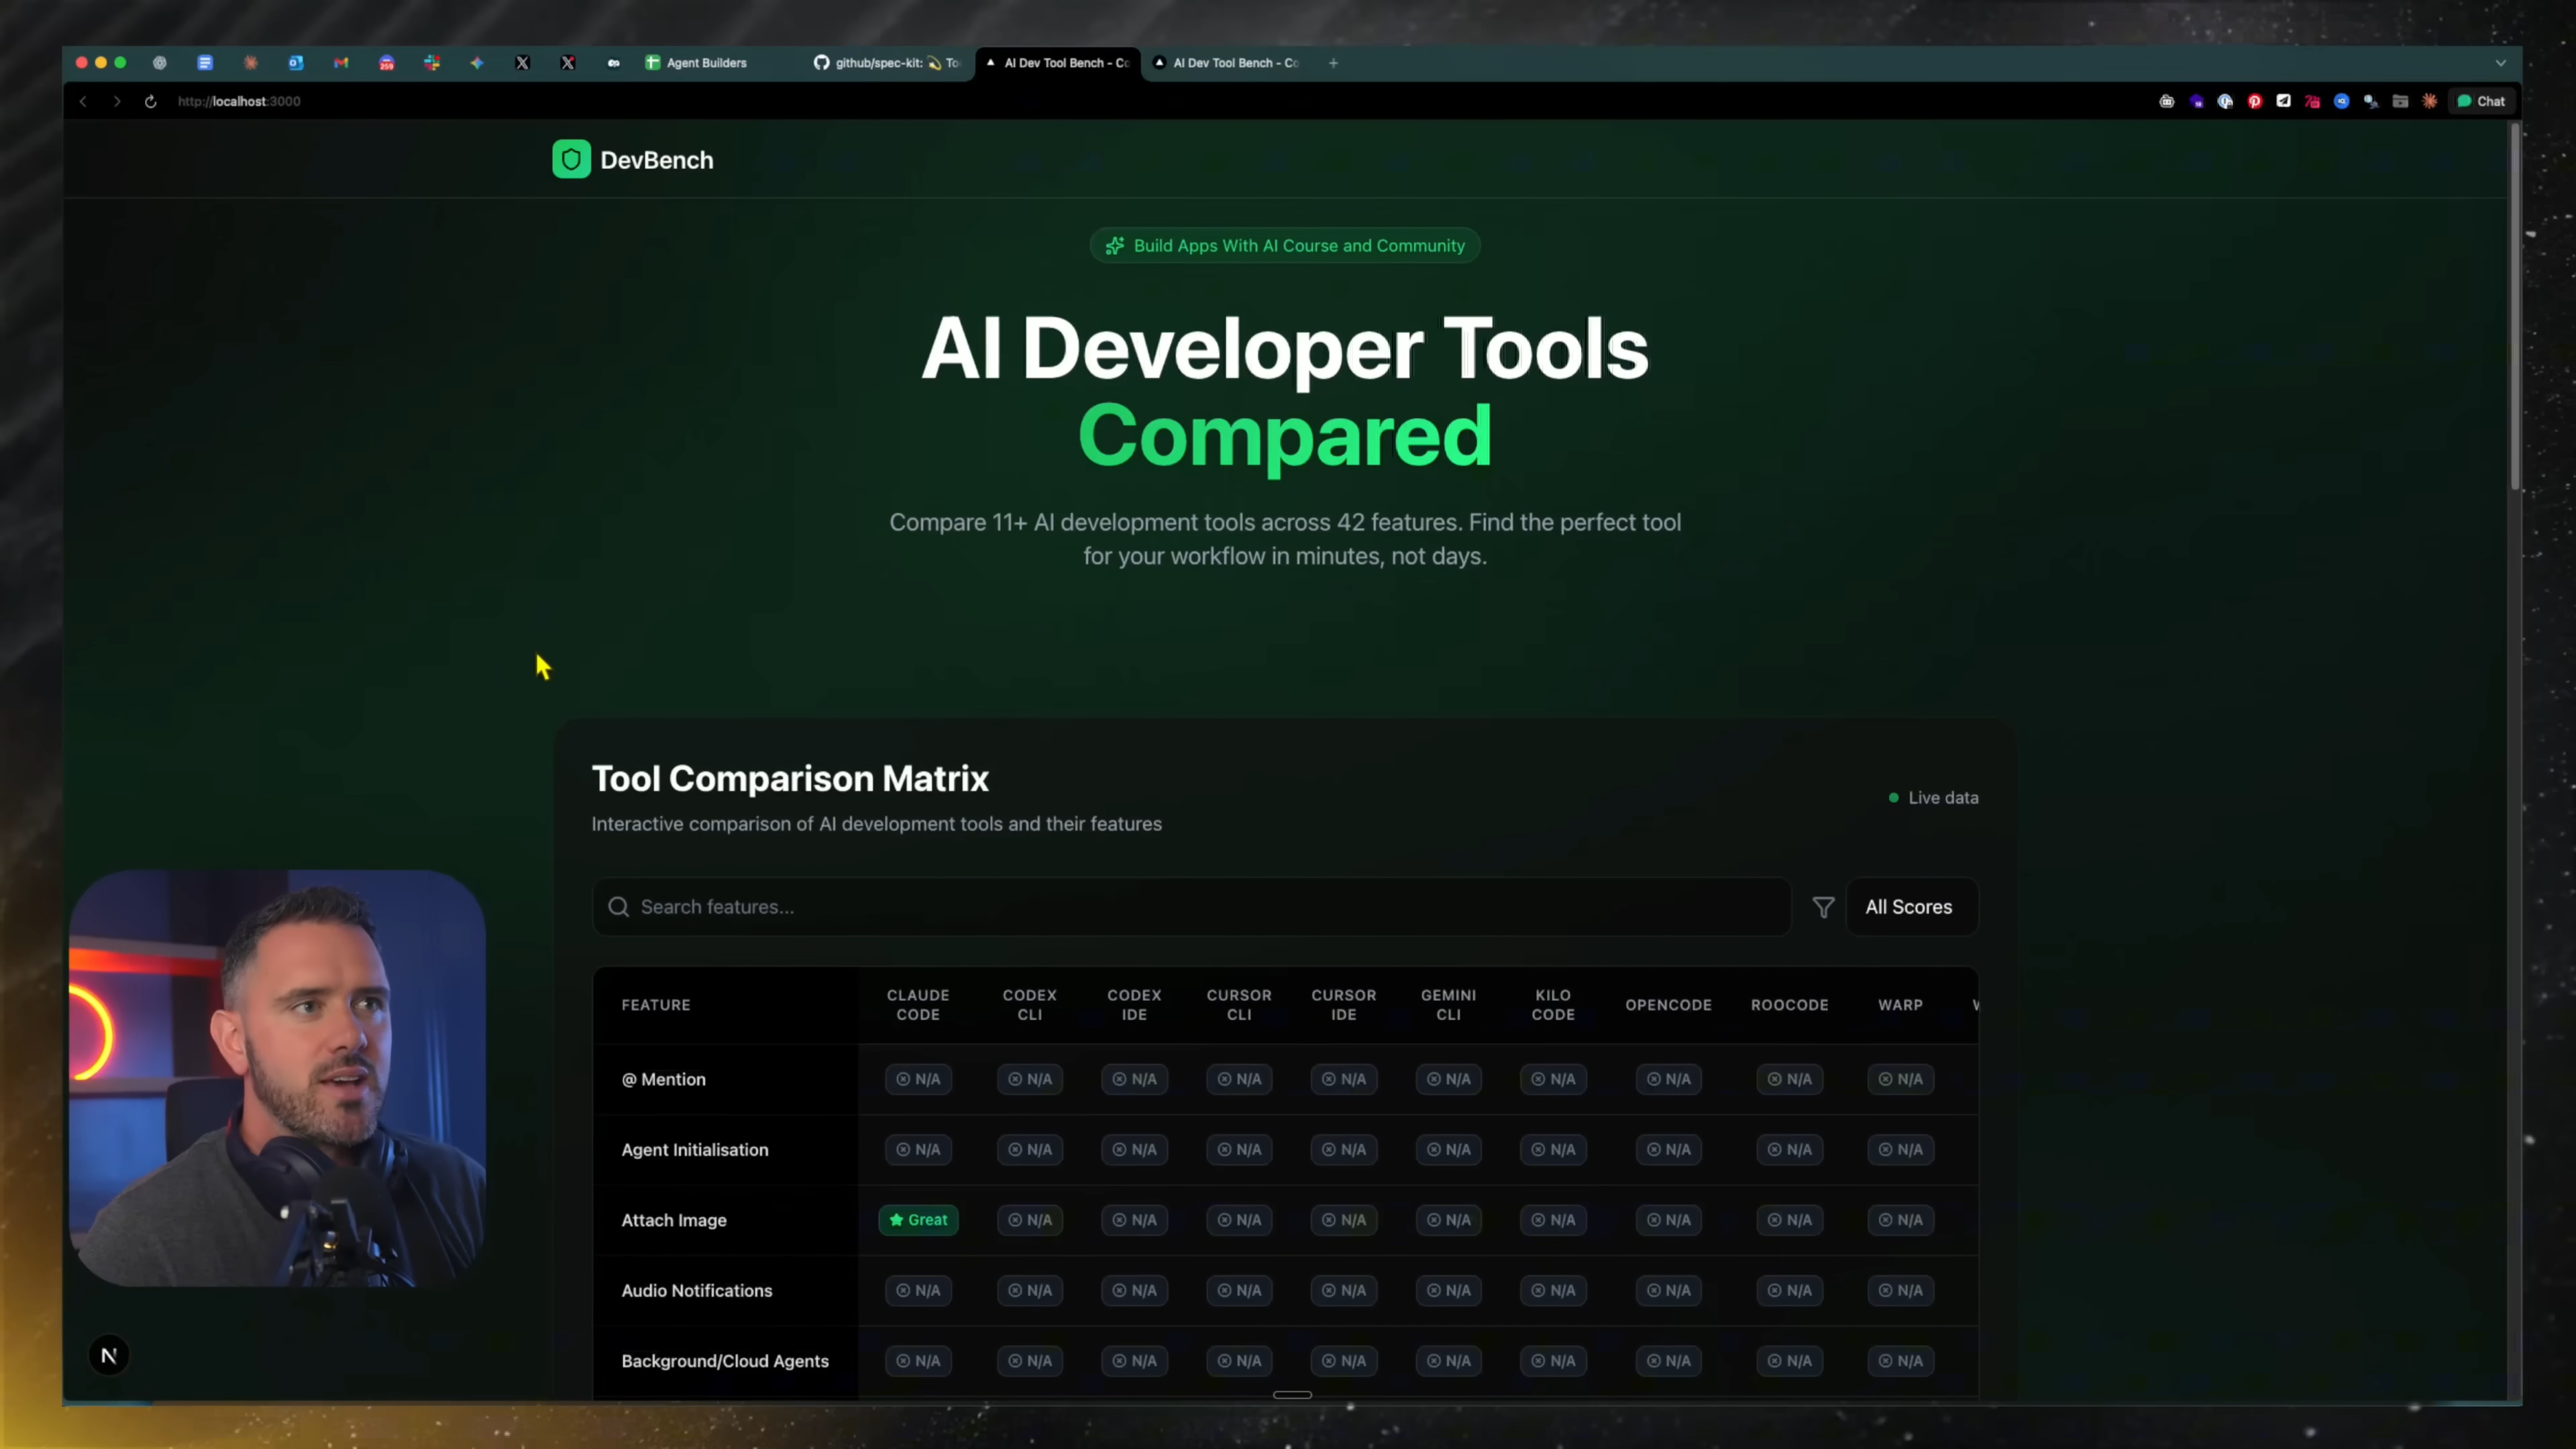 Agent Builders
github/spec-kit: 💫 To
AI Dev Tool Bench - Co
AI Dev Tool Bench - Co
http://localhost:3000
Chat
DevBench
Build Apps With AI Course and Community
AI Developer Tools
Compared
Compare 11+ AI development tools across 42 features. Find the perfect tool
for your workflow in minutes, not days.
Tool Comparison Matrix
Live data
Interactive comparison of AI development tools and their features
Search features...
All Scores
FEATURE CLAUDE CODE CODEX CLI CODEX IDE CURSOR CLI CURSOR IDE GEMINI CLI KILO CODE OPENCODE ROOCODE WARP
@ Mention N/A N/A N/A N/A N/A N/A N/A N/A N/A N/A
Agent Initialisation N/A N/A N/A N/A N/A N/A N/A N/A N/A N/A
Attach Image Great N/A N/A N/A N/A N/A N/A N/A N/A N/A
Audio Notifications N/A N/A N/A N/A N/A N/A N/A N/A N/A N/A
Background/Cloud Agents N/A N/A N/A N/A N/A N/A N/A N/A N/A N/A
N